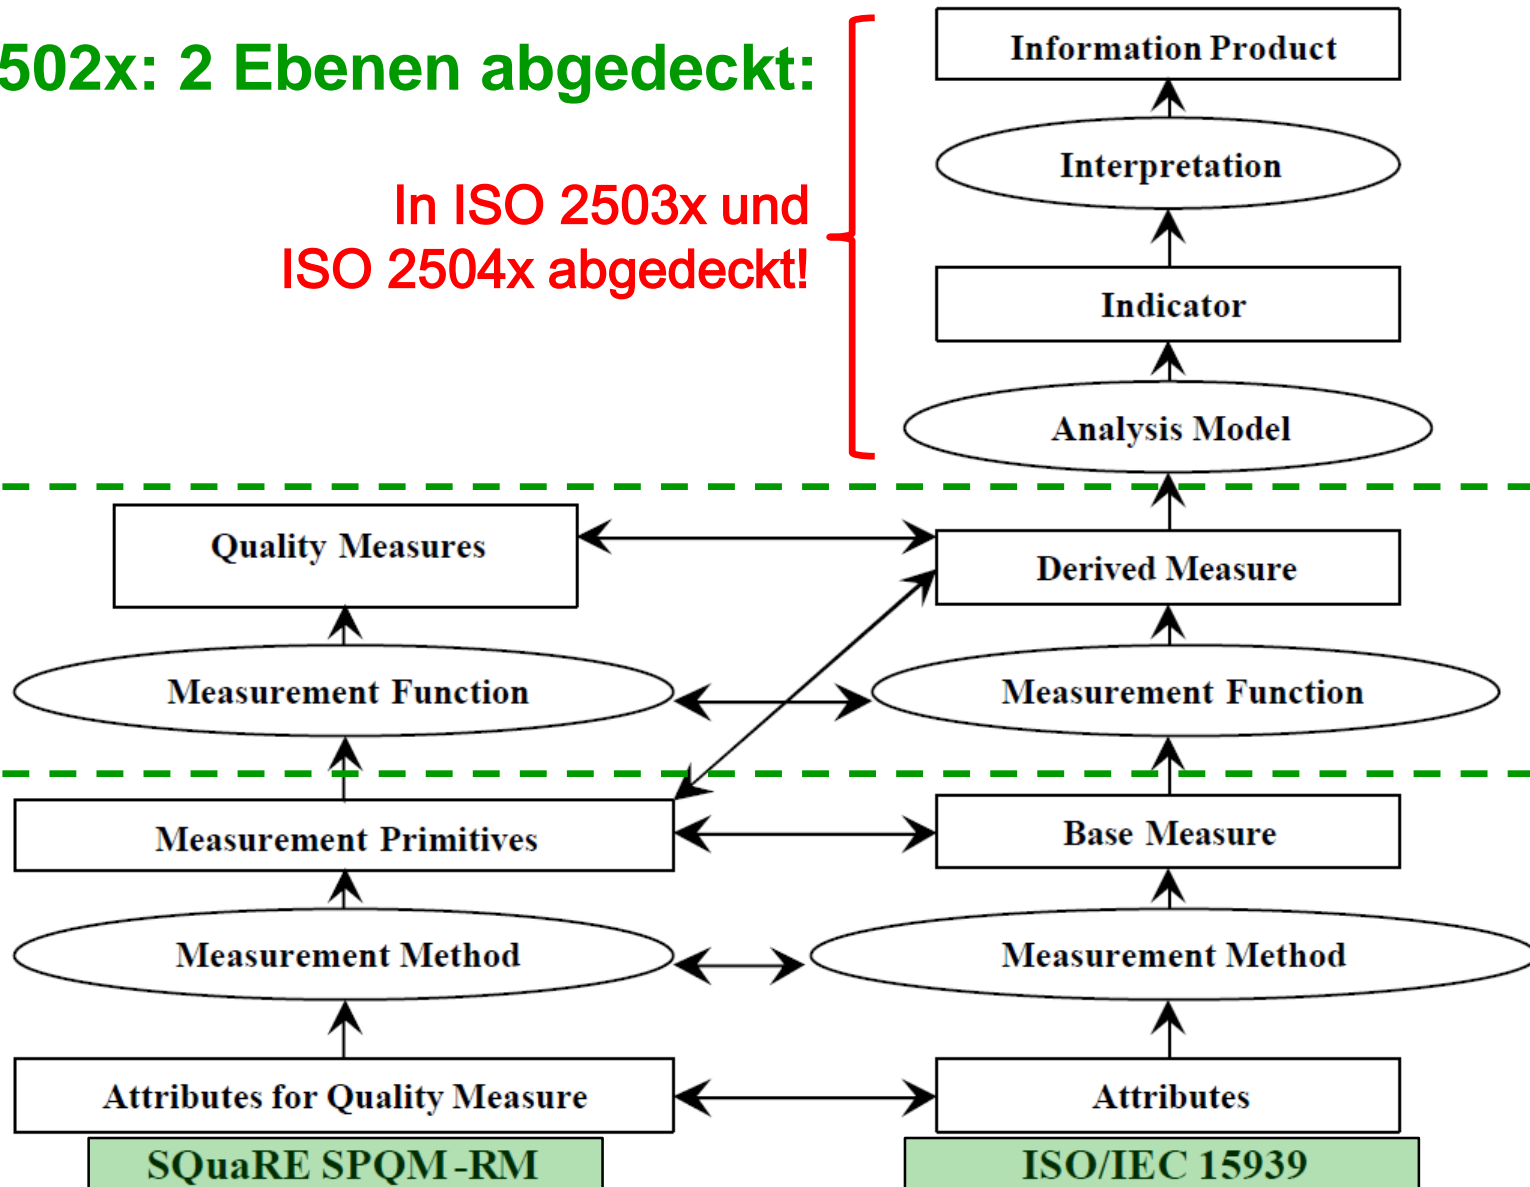 502x: 2 Ebenen abgedeckt:
In ISO 2503x und
ISO 2504x abgedeckt!
Information Product
Interpretation
Indicator
Analysis Model
Quality Measures
Derived Measure
Measurement Function
Measurement Function
Measurement Primitives
Base Measure
Measurement Method
Measurement Method
Attributes for Quality Measure
Attributes
SQuaRE SPQM-RM
ISO/IEC 15939